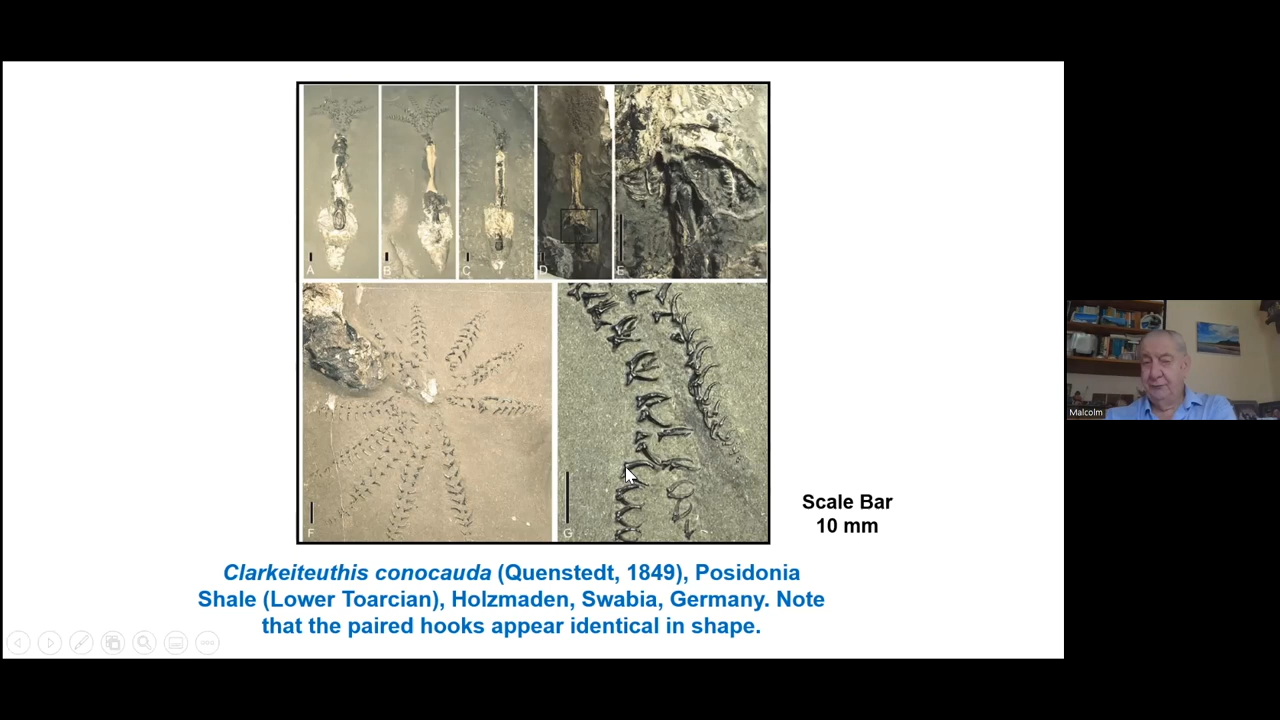 A
B
C
D
E
F
G
Scale Bar
10 mm
Clarkeiteuthis conocauda (Quenstedt, 1849), Posidonia
Shale (Lower Toarcian), Holzmaden, Swabia, Germany. Note
that the paired hooks appear identical in shape.
Malcolm